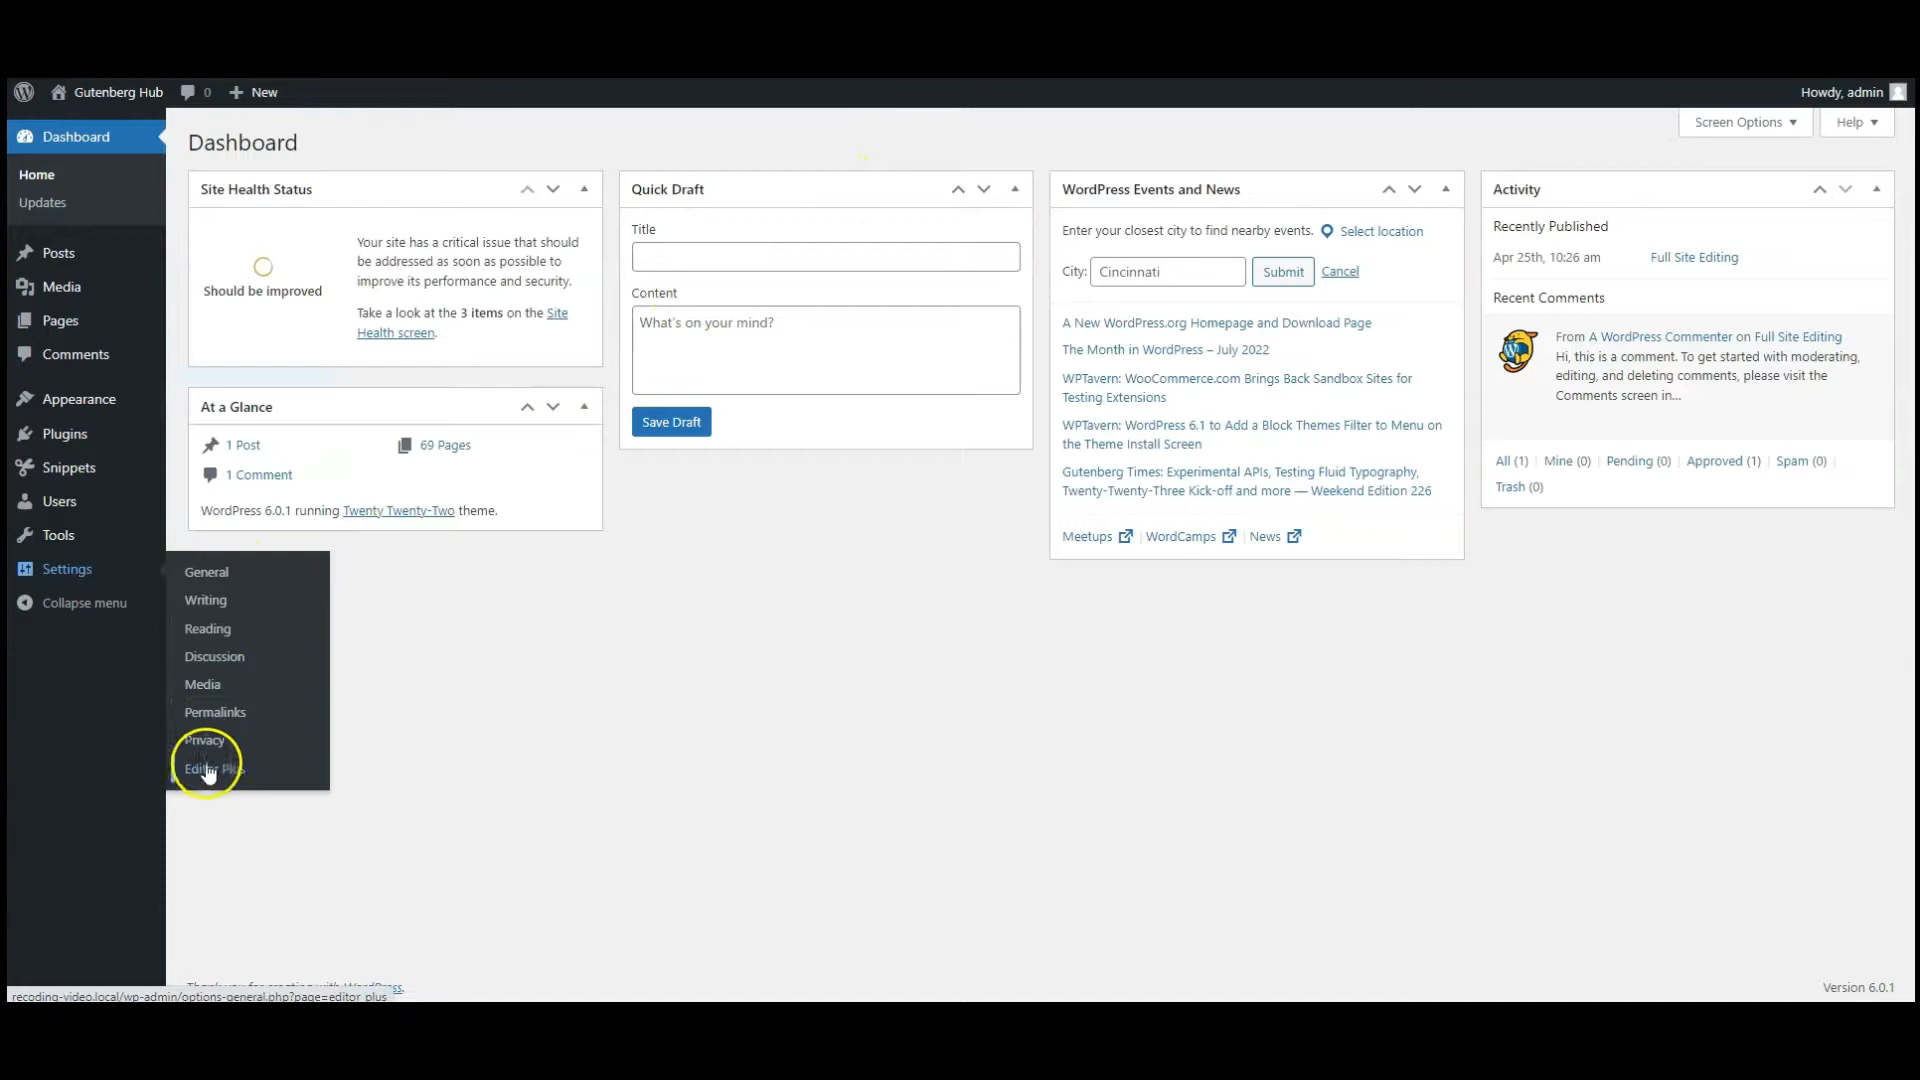 Gutenberg Hub 0 New Howdy, admin
Dashboard
Home
Updates
Posts
Media
Pages
Comments
Appearance
Plugins
Snippets
Users
Tools
Settings
Collapse menu
General
Writing
Reading
Discussion
Media
Permalinks
Privacy
Editor Plus
Dashboard
Screen Options
Help
Site Health Status
Should be improved
Your site has a critical issue that should
be addressed as soon as possible to
improve its performance and security.
Take a look at the 3 items on the Site
Health screen.
At a Glance
1 Post
69 Pages
1 Comment
WordPress 6.0.1 running Twenty Twenty-Two theme.
Quick Draft
Title
Content
What's on your mind?
Save Draft
WordPress Events and News
Enter your closest city to find nearby events. Select location
City: Cincinnati Submit Cancel
A New WordPress.org Homepage and Download Page
The Month in WordPress – July 2022
WPTavern: WooCommerce.com Brings Back Sandbox Sites for
Testing Extensions
WPTavern: WordPress 6.1 to Add a Block Themes Filter to Menu on
the Theme Install Screen
Gutenberg Times: Experimental APIs, Testing Fluid Typography,
Twenty-Twenty-Three Kick-off and more — Weekend Edition 226
Meetups | WordCamps | News
Activity
Recently Published
Apr 25th, 10:26 am Full Site Editing
Recent Comments
From A WordPress Commenter on Full Site Editing
Hi, this is a comment. To get started with moderating,
editing, and deleting comments, please visit the
Comments screen in...
All (1) | Mine (0) | Pending (0) | Approved (1) | Spam (0) |
Trash (0)
Thank you for creating with WordPress.
recoding-video.local/wp-admin/options-general.php?page=editor_plus
Version 6.0.1